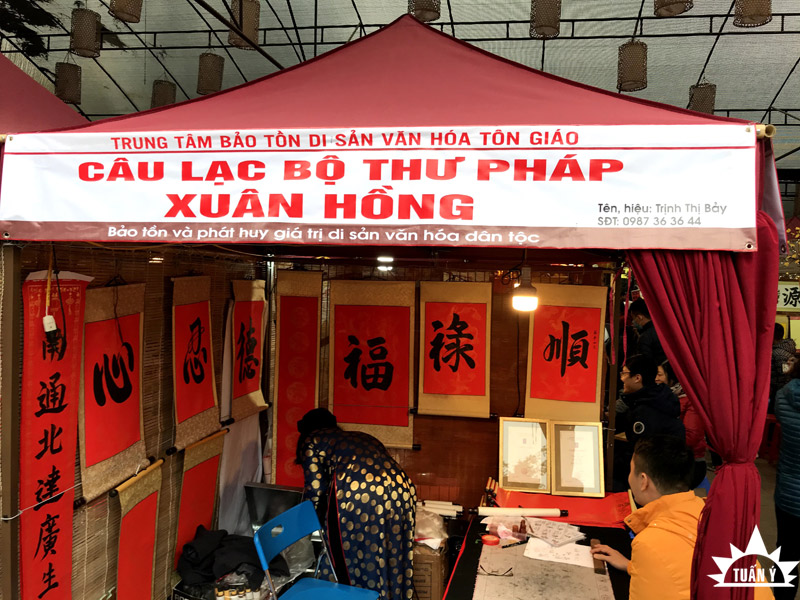 TRUNG TÂM BẢO TỒN DI SẢN VĂN HÓA TÔN GIÁO
CÂU LẠC BỘ THƯ PHÁP
XUÂN HỒNG
Tên, hiệu: Trịnh Thị Bảy
SĐT: 0987 36 36 44
Bảo tồn và phát huy giá trị di sản văn hóa dân tộc
南通北達廣生
心
忍
德
福
祿
順
源
TUẤN Ý